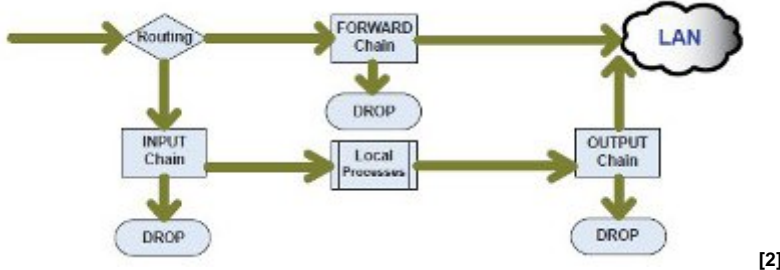 Routing
FORWARD
Chain
LAN
DROP
INPUT
Chain
Local
Processes
OUTPUT
Chain
DROP
DROP
[2]